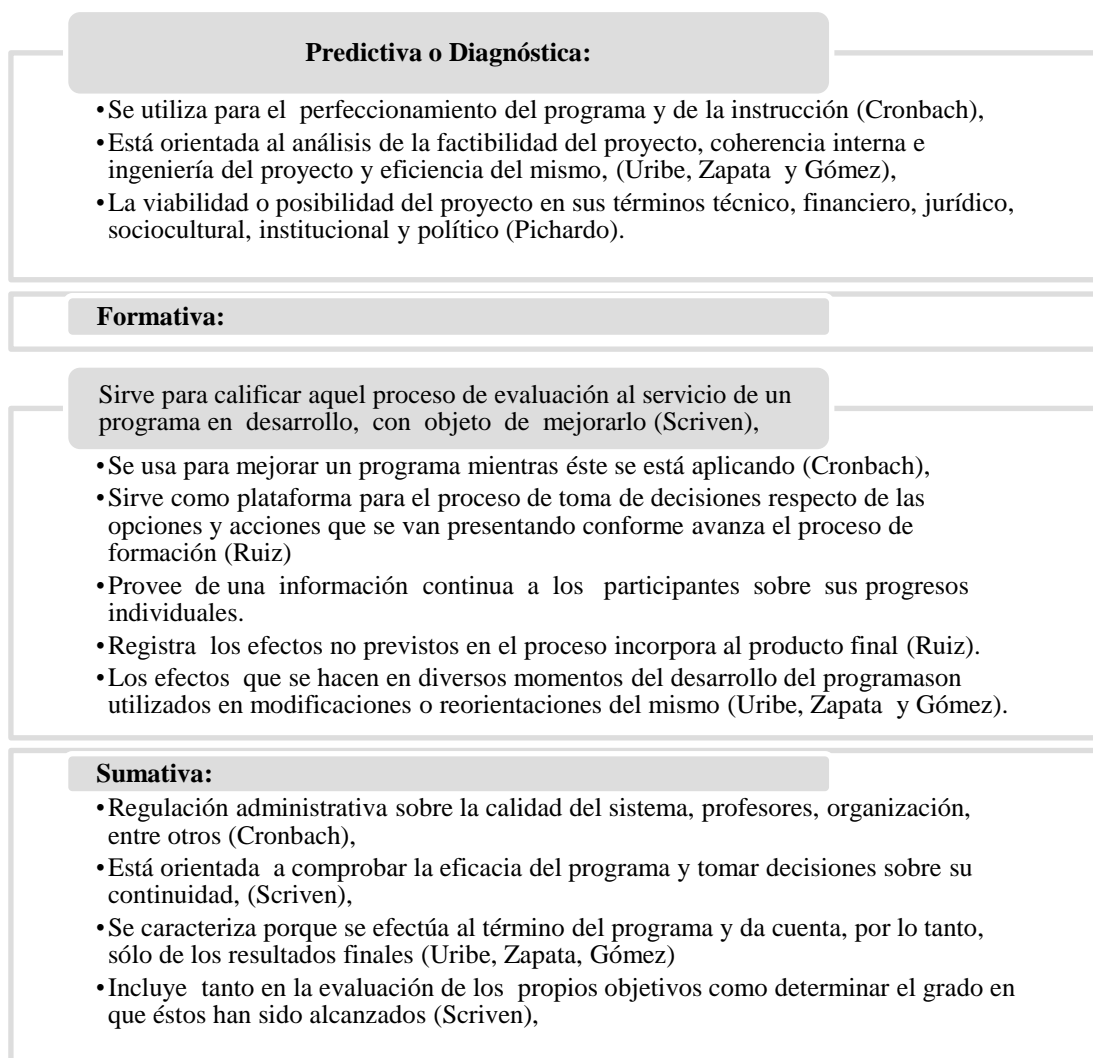 Predictiva o Diagnóstica:
•Se utiliza para el perfeccionamiento del programa y de la instrucción (Cronbach),
•Está orientada al análisis de la factibilidad del proyecto, coherencia interna e
ingeniería del proyecto y eficiencia del mismo, (Uribe, Zapata y Gómez),
•La viabilidad o posibilidad del proyecto en sus términos técnico, financiero, jurídico,
sociocultural, institucional y político (Pichardo).
Formativa:
Sirve para calificar aquel proceso de evaluación al servicio de un
programa en desarrollo, con objeto de mejorarlo (Scriven),
•Se usa para mejorar un programa mientras éste se está aplicando (Cronbach),
•Sirve como plataforma para el proceso de toma de decisiones respecto de las
opciones y acciones que se van presentando conforme avanza el proceso de
formación (Ruiz)
•Provee de una información continua a los participantes sobre sus progresos
individuales.
•Registra los efectos no previstos en el proceso incorpora al producto final (Ruiz).
•Los efectos que se hacen en diversos momentos del desarrollo del programason
utilizados en modificaciones o reorientaciones del mismo (Uribe, Zapata y Gómez).
Sumativa:
•Regulación administrativa sobre la calidad del sistema, profesores, organización,
entre otros (Cronbach),
•Está orientada a comprobar la eficacia del programa y tomar decisiones sobre su
continuidad, (Scriven),
•Se caracteriza porque se efectúa al término del programa y da cuenta, por lo tanto,
sólo de los resultados finales (Uribe, Zapata, Gómez)
•Incluye tanto en la evaluación de los propios objetivos como determinar el grado en
que éstos han sido alcanzados (Scriven),